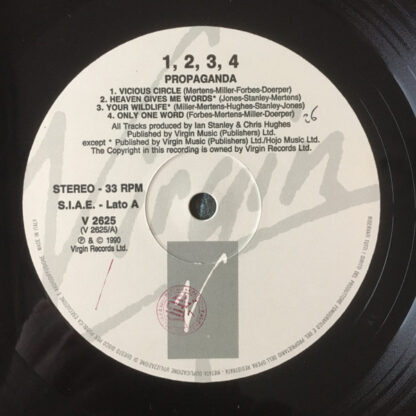 1, 2, 3, 4
PROPAGANDA
1. VICIOUS CIRCLE (Mertens-Miller-Forbes-Doerper)
2. HEAVEN GIVES ME WORDS* (Jones-Stanley-Mertens)
3. YOUR WILDLIFE* (Mertens-Hughes-Stanley-Jones)
4. ONLY ONE WORD (Forbes-Mertens-Miller-Doerper)
26
All Tracks produced by Ian Stanley & Chris Hughes
Published by Virgin Music (Publishers) Ltd.
except * Published by Virgin Music (Publishers) Ltd./Hojo Music Ltd.
The Copyright in this recording is owned by Virgin Records Ltd.
STEREO - 33 RPM
S.I.A.E. - Lato A
V 2625
(V 2625/A)
℗ & © 1990
Virgin Records Ltd.
Virgin